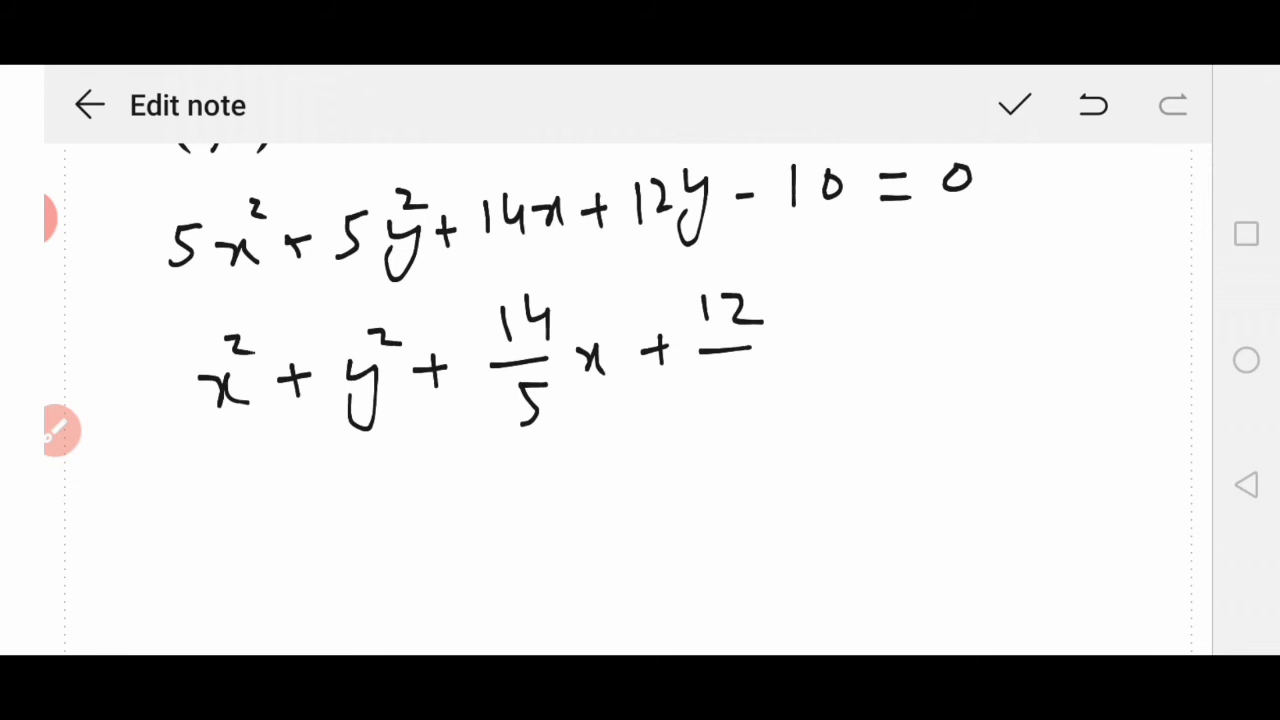 Edit note
5x² + 5y² + 14x + 12y - 10 = 0
x² + y² + 14/5 x + 12/